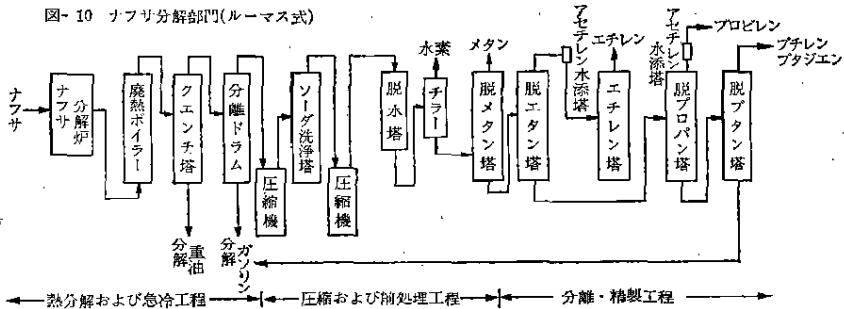 図-10 ナフサ分解部門(ルーマス式)
ナフサ
ナフサ分解炉
廃熱ボイラー
クエンチ塔
分解重油
分離ドラム
分解ガソリン
圧縮機
ソーダ洗浄塔
圧縮機
脱水塔
チラー
水素
脱メタン塔
メタン
脱エタン塔
アセチレン水添塔
エチレン塔
エチレン
脱プロパン塔
アセチレン水添塔
プロピレン
脱ブタン塔
ブチレン
ブタジエン
熱分解および急冷工程
圧縮および前処理工程
分離・精製工程